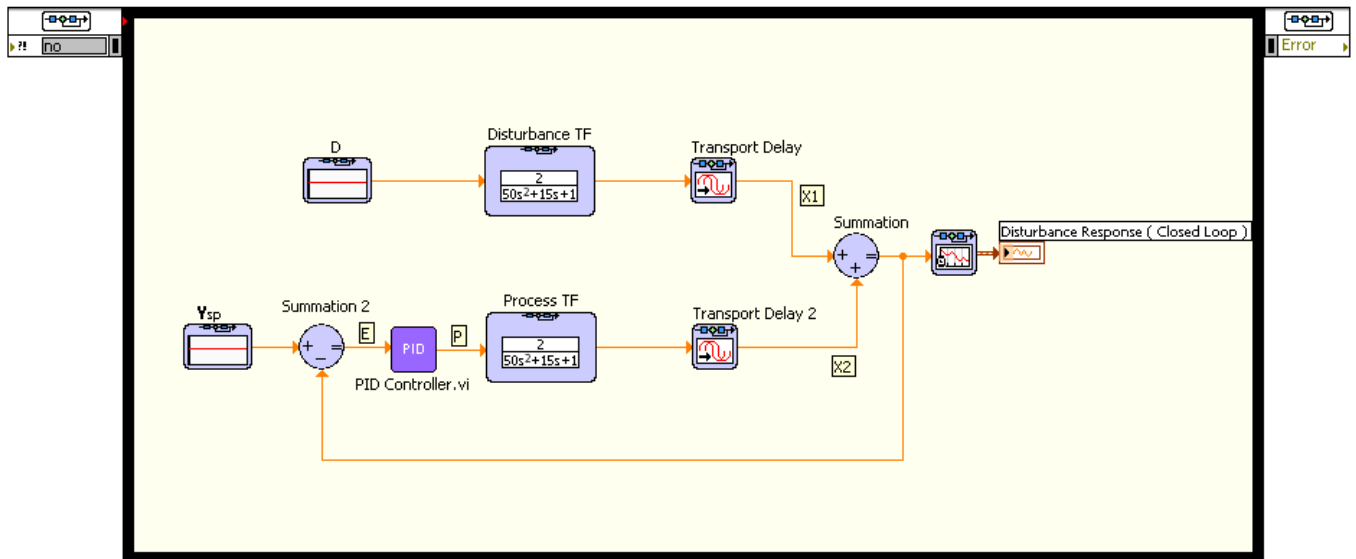 ?! no
Error
D
Disturbance TF
2
50s²+15s+1
Transport Delay
X1
Summation
Disturbance Response ( Closed Loop )
Ysp
Summation 2
E
PID
PID Controller.vi
P
Process TF
2
50s²+15s+1
Transport Delay 2
X2